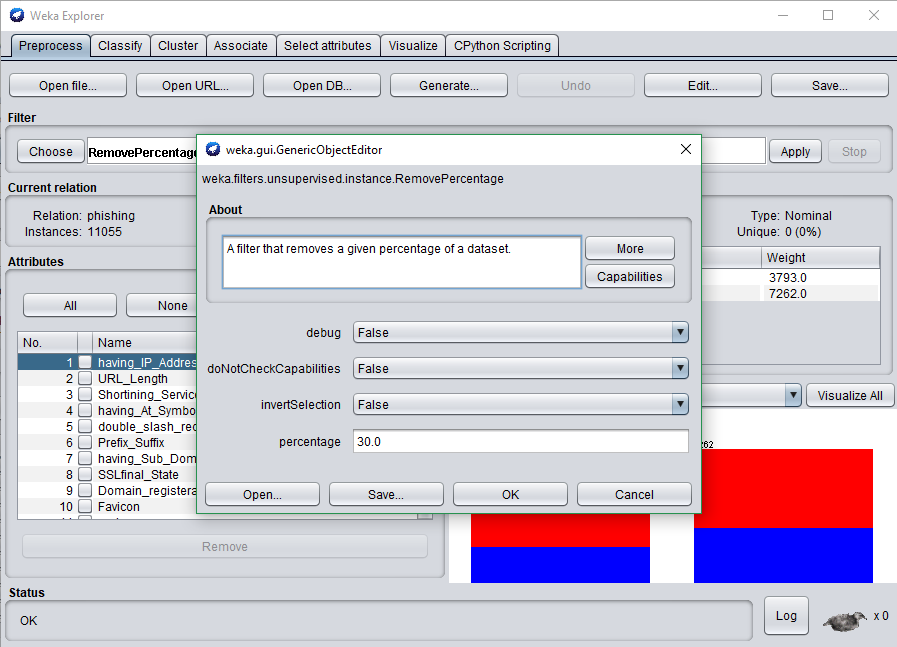 Weka Explorer
Preprocess Classify Cluster Associate Select attributes Visualize CPython Scripting
Open file... Open URL... Open DB... Generate... Undo Edit... Save...
Filter
Choose RemovePercentage Apply Stop
Current relation
Relation: phishing
Instances: 11055
Attributes
All None
No. Name
1 having_IP_Addres
2 URL_Length
3 Shortining_Servic
4 having_At_Symbo
5 double_slash_rec
6 Prefix_Suffix
7 having_Sub_Dom
8 SSLfinal_State
9 Domain_registera
10 Favicon
Remove
weka.gui.GenericObjectEditor
weka.filters.unsupervised.instance.RemovePercentage
About
A filter that removes a given percentage of a dataset.
More
Capabilities
debug False
doNotCheckCapabilities False
invertSelection False
percentage 30.0
Open... Save... OK Cancel
Type: Nominal
Unique: 0 (0%)
Weight
3793.0
7262.0
Visualize All
262
Status
OK
Log
x 0